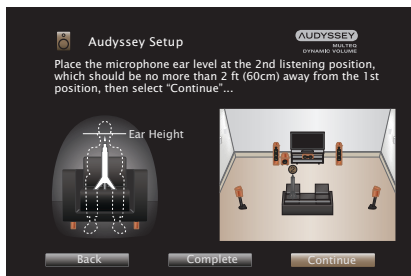 Audyssey Setup
AUDYSSEY
MULTEQ
DYNAMIC VOLUME
Place the microphone ear level at the 2nd listening position,
which should be no more than 2 ft (60cm) away from the 1st
position, then select “Continue”...
Ear Height
Back
Complete
Continue